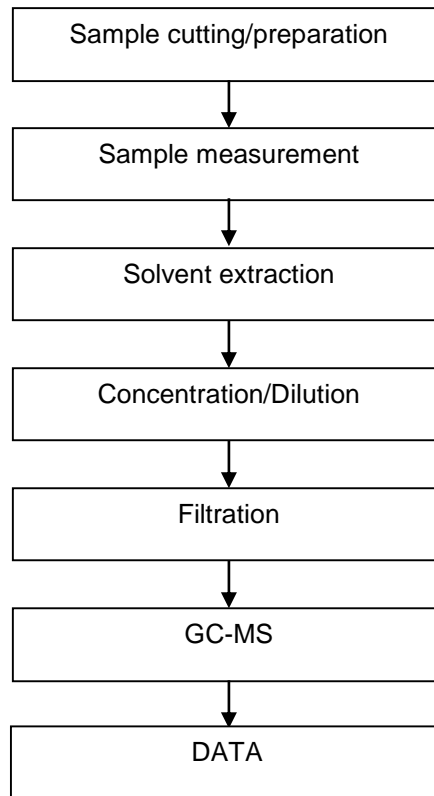 Sample cutting/preparation
Sample measurement
Solvent extraction
Concentration/Dilution
Filtration
GC-MS
DATA